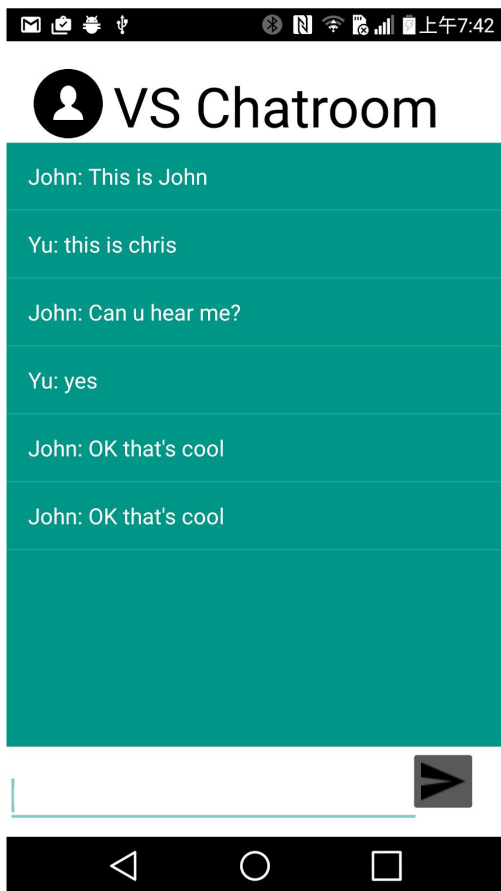 上午7:42
VS Chatroom
John: This is John
Yu: this is chris
John: Can u hear me?
Yu: yes
John: OK that's cool
John: OK that's cool